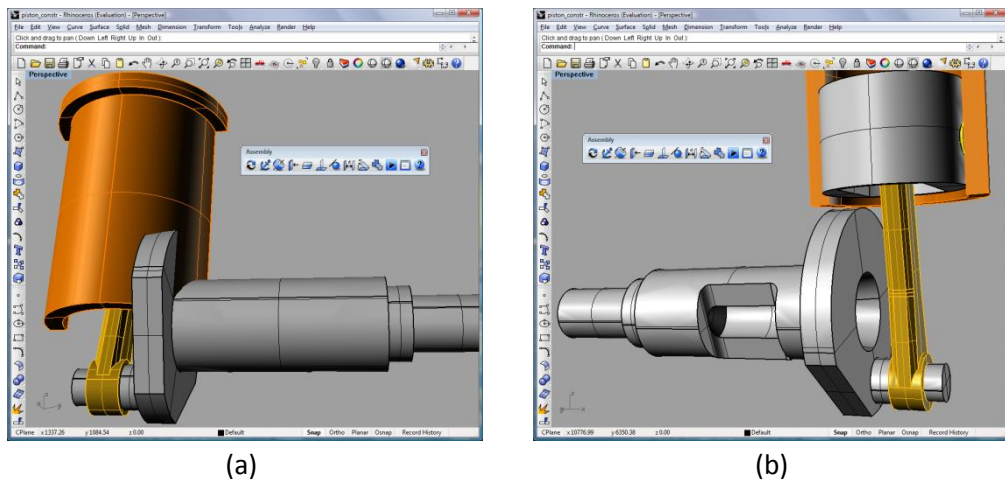 piston_constr - Rhinoceros (Evaluation) - [Perspective]
File Edit View Curve Surface Solid Mesh Dimension Transform Tools Analyze Render Help
Click and drag to pan ( Down Left Right Up In Out ):
Command:
Perspective
Assembly
z
x
y
CPlane x 1337.26 y 1084.54 z 0.00 Default Snap Ortho Planar Osnap Record History
(a)
piston_constr - Rhinoceros (Evaluation) - [Perspective]
File Edit View Curve Surface Solid Mesh Dimension Transform Tools Analyze Render Help
Click and drag to pan ( Down Left Right Up In Out ):
Command:
Perspective
Assembly
z
y
x
CPlane x 10776.99 y 6350.38 z 0.00 Default Snap Ortho Planar Osnap Record History
(b)